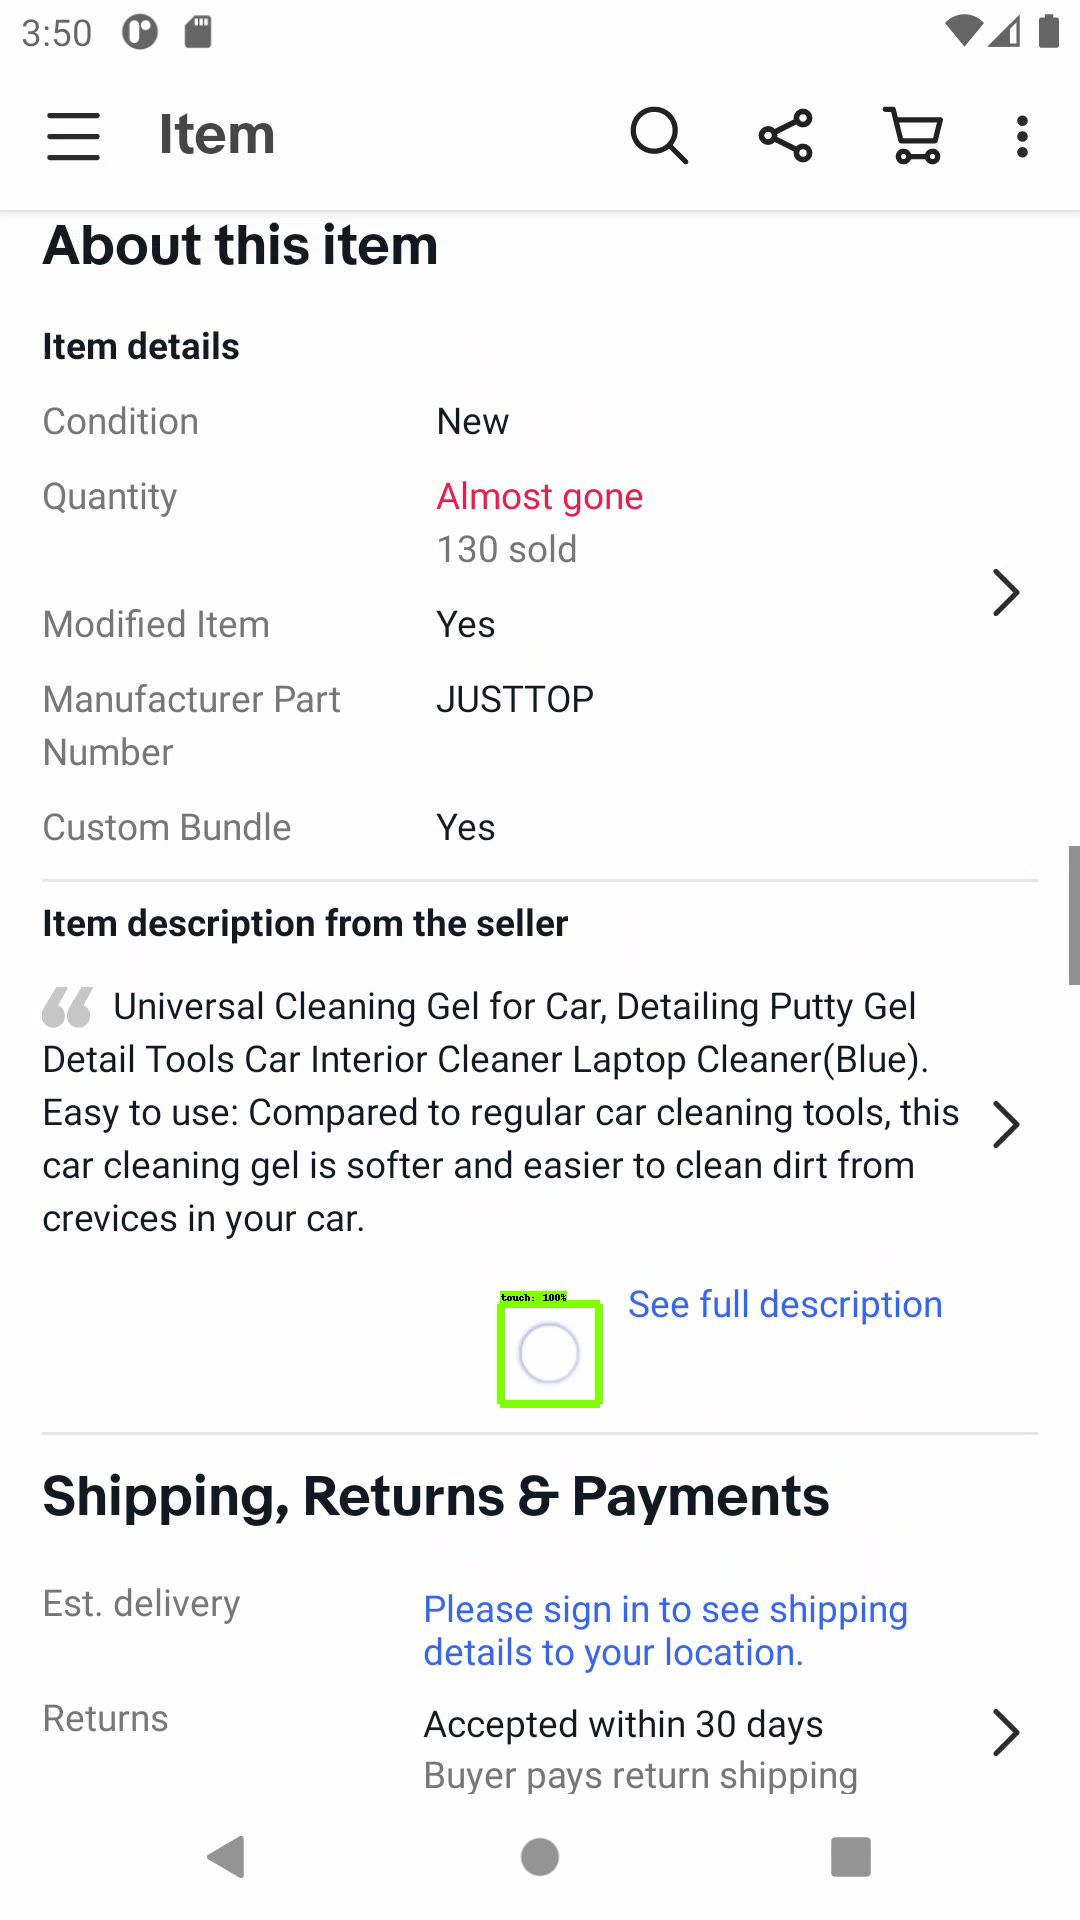 3:50
Item
About this item
Item details
Condition New
Quantity Almost gone
130 sold
Modified Item Yes
Manufacturer Part Number JUSTTOP
Custom Bundle Yes
Item description from the seller
Universal Cleaning Gel for Car, Detailing Putty Gel
Detail Tools Car Interior Cleaner Laptop Cleaner(Blue).
Easy to use: Compared to regular car cleaning tools, this
car cleaning gel is softer and easier to clean dirt from
crevices in your car.
touch: 100%
See full description
Shipping, Returns & Payments
Est. delivery Please sign in to see shipping
details to your location.
Returns Accepted within 30 days
Buyer pays return shipping